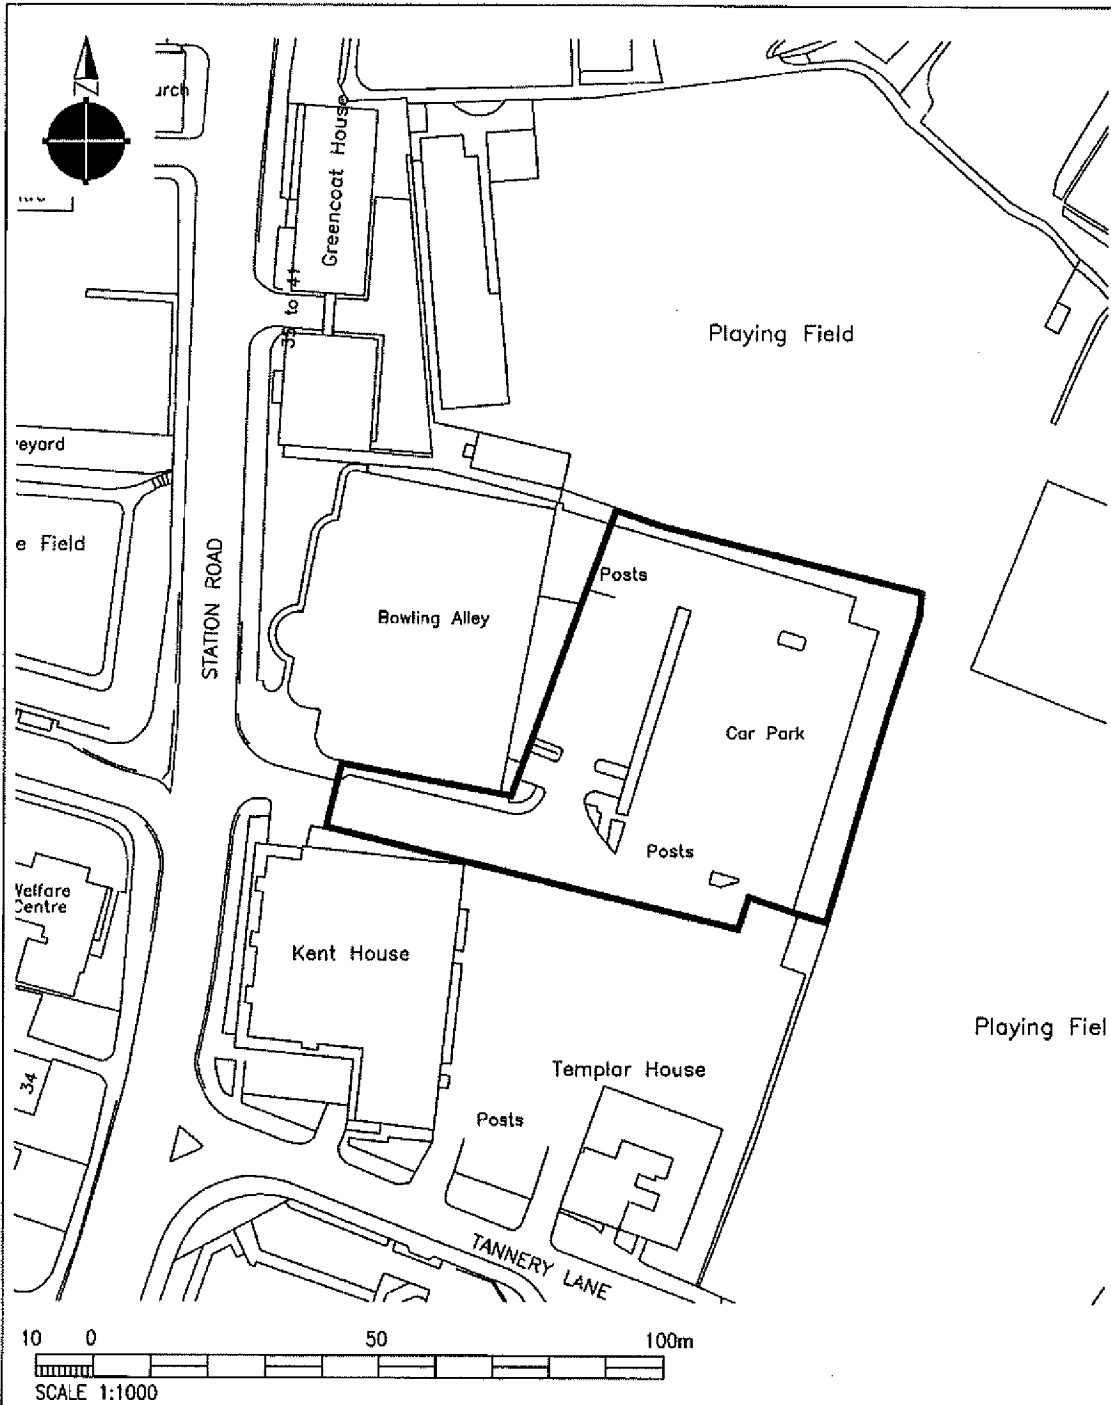 urch
Greencoat House
35 to 41
Playing Field
eyard
e Field
STATION ROAD
Posts
Bowling Alley
Car Park
Posts
Welfare
Centre
Kent House
Playing Fiel
34
Templar House
Posts
TANNERY LANE
10 0 50 100m
SCALE 1:1000